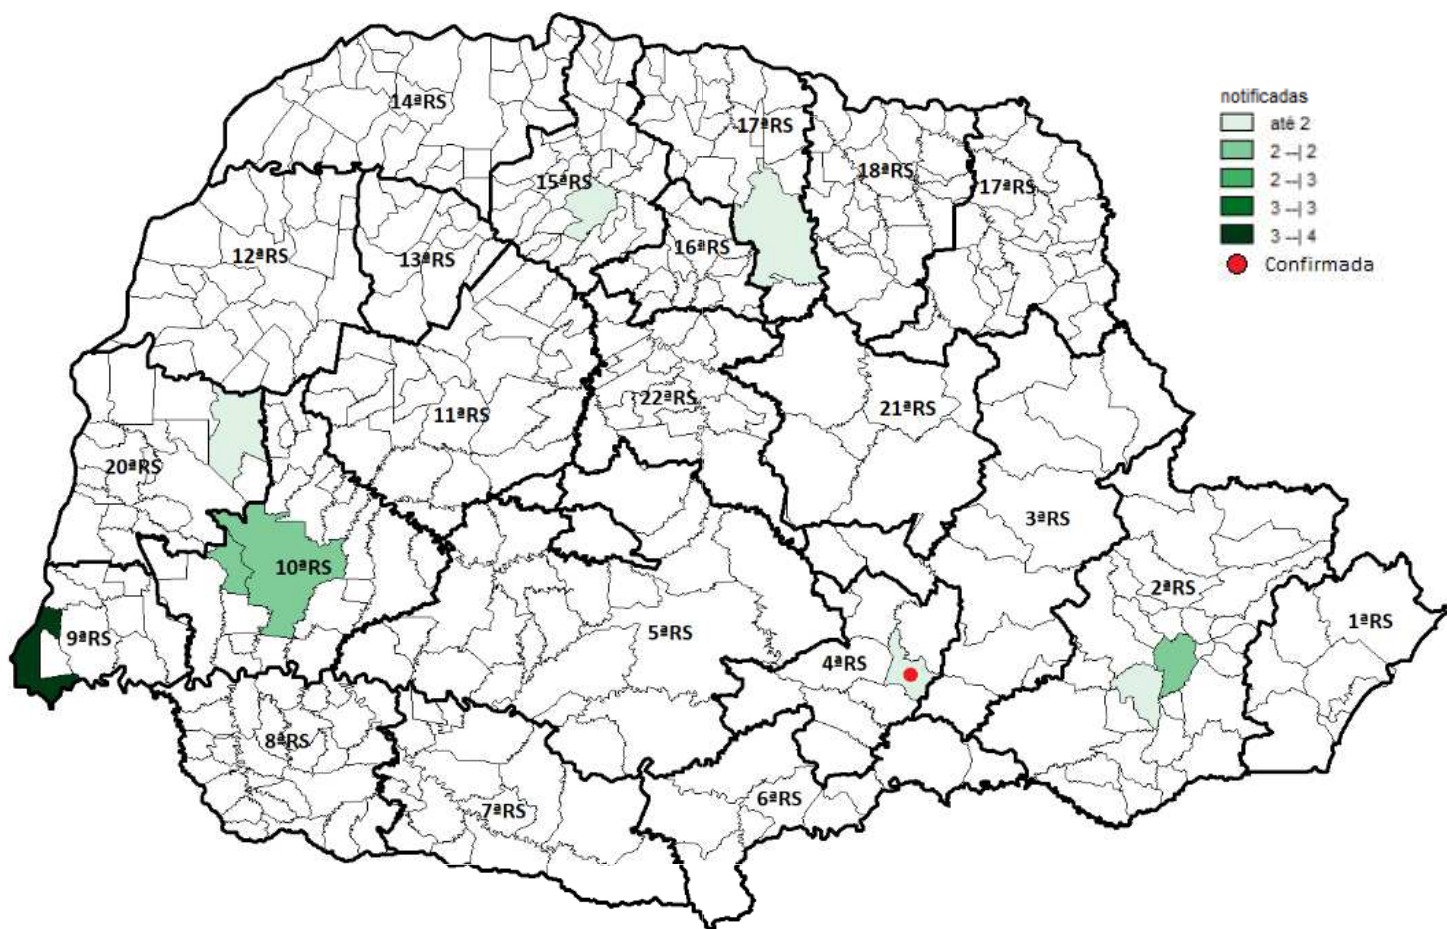 notificadas
até 2
2 --| 2
2 --| 3
3 --| 3
3 --| 4
Confirmada
14ªRS
17ªRS
18ªRS
17ªRS
15ªRS
16ªRS
12ªRS
13ªRS
22ªRS
21ªRS
11ªRS
20ªRS
3ªRS
10ªRS
2ªRS
1ªRS
9ªRS
5ªRS
4ªRS
8ªRS
7ªRS
6ªRS